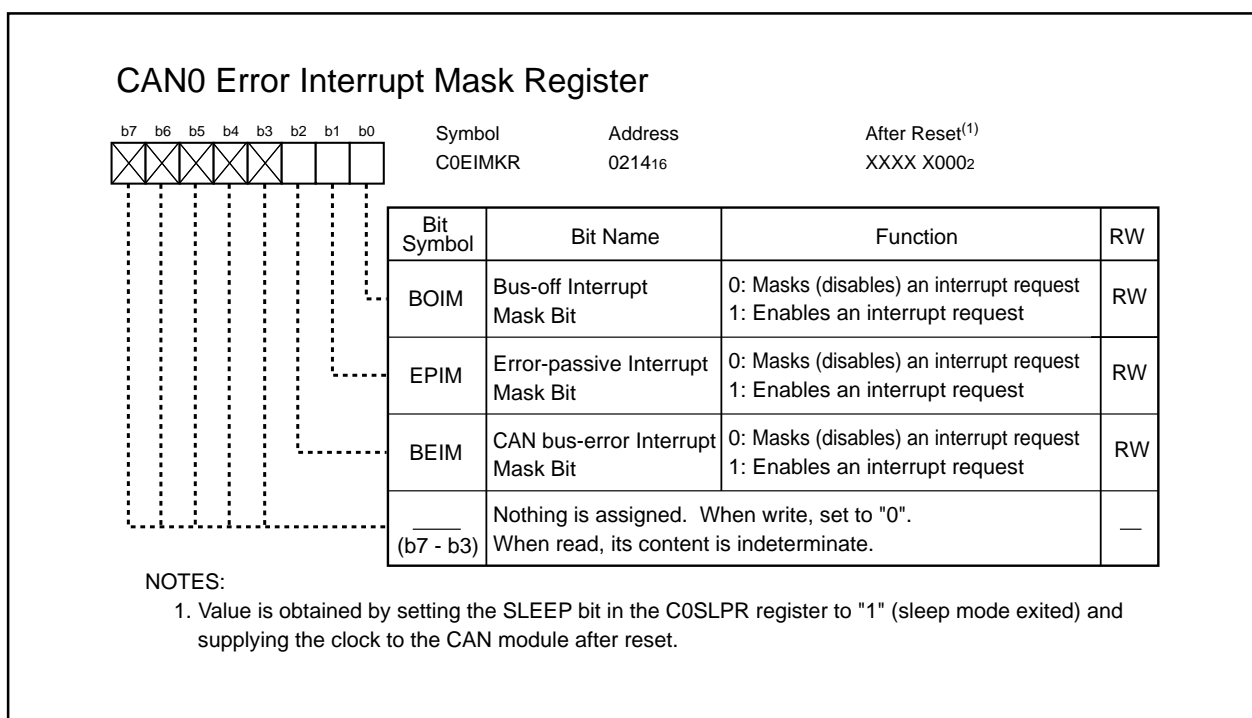 CAN0 Error Interrupt Mask Register
b7 b6 b5 b4 b3 b2 b1 b0
Symbol Address After Reset(1)
C0EIMKR 021416 XXXX X0002
Bit Symbol Bit Name Function RW
BOIM Bus-off Interrupt Mask Bit 0: Masks (disables) an interrupt request
1: Enables an interrupt request RW
EPIM Error-passive Interrupt Mask Bit 0: Masks (disables) an interrupt request
1: Enables an interrupt request RW
BEIM CAN bus-error Interrupt Mask Bit 0: Masks (disables) an interrupt request
1: Enables an interrupt request RW
(b7 - b3) Nothing is assigned. When write, set to "0".
When read, its content is indeterminate. —
NOTES:
1. Value is obtained by setting the SLEEP bit in the C0SLPR register to "1" (sleep mode exited) and
supplying the clock to the CAN module after reset.